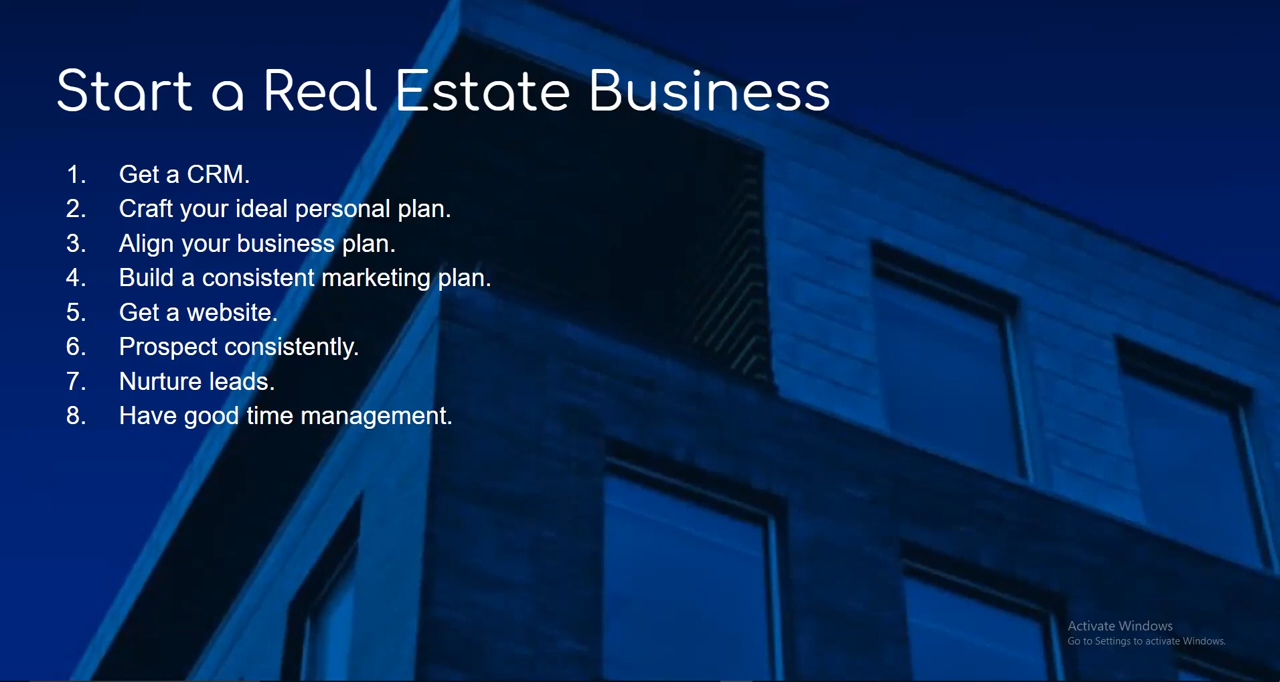 Start a Real Estate Business
1. Get a CRM.
2. Craft your ideal personal plan.
3. Align your business plan.
4. Build a consistent marketing plan.
5. Get a website.
6. Prospect consistently.
7. Nurture leads.
8. Have good time management.
Activate Windows
Go to Settings to activate Windows.